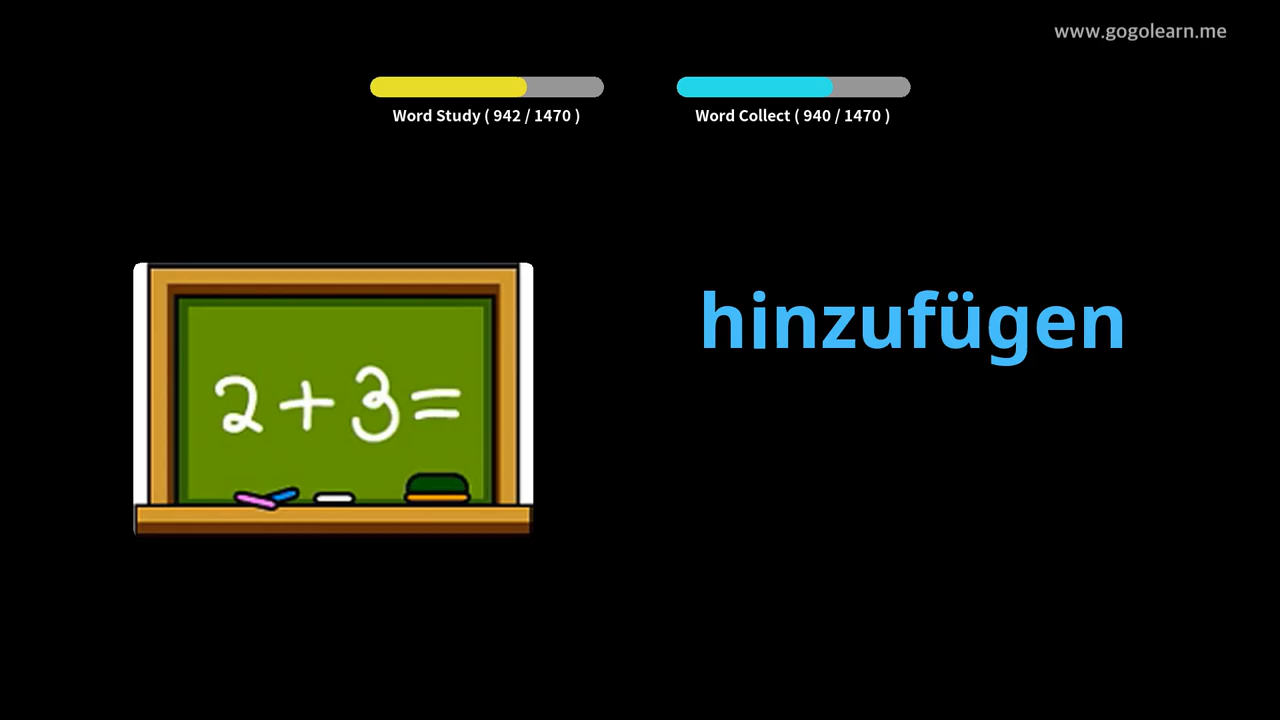 www.gogolearn.me
Word Study ( 942 / 1470 )
Word Collect ( 940 / 1470 )
hinzufügen
2 + 3 =